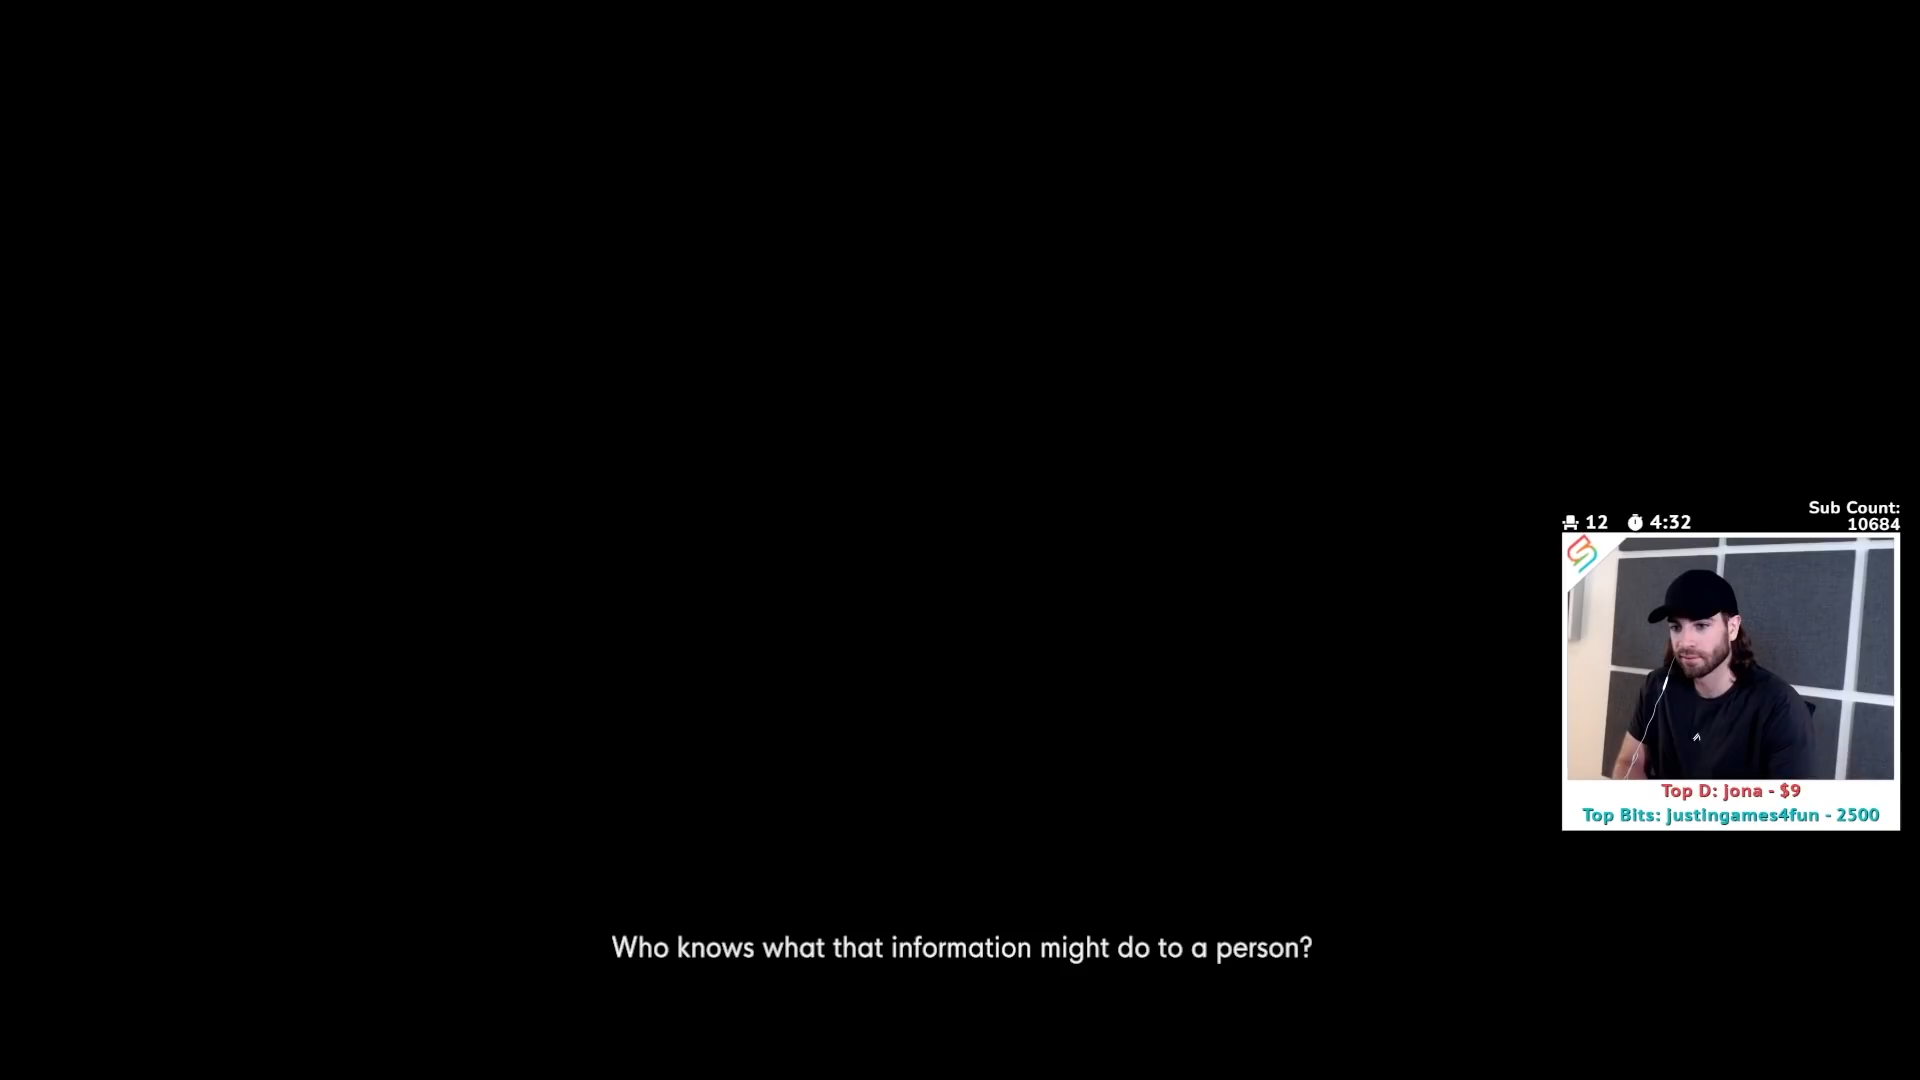 12 4:32
Sub Count:
10684
Top D: jona - $9
Top Bits: justingames4fun - 2500
Who knows what that information might do to a person?